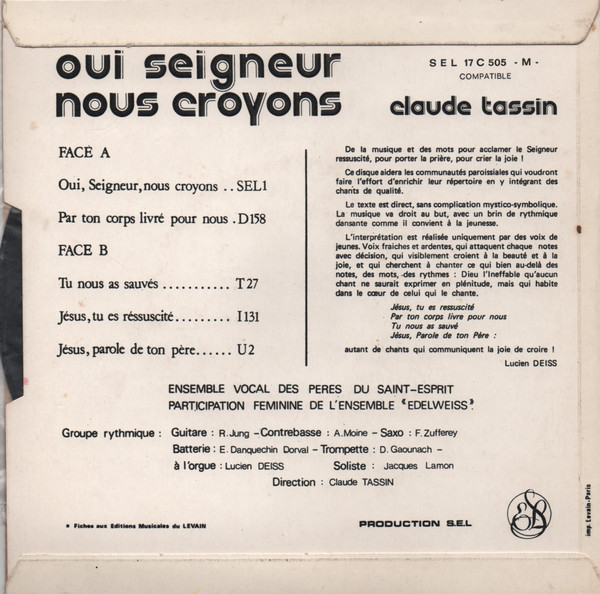 oui seigneur
nous croyons
SEL 17 C 505 - M -
COMPATIBLE
claude tassin
FACE A
Oui, Seigneur, nous croyons .. SEL1
Par ton corps livré pour nous . D158
FACE B
Tu nous as sauvés ........... T 27
Jésus, tu es réssuscité ......... I 131
Jésus, parole de ton père...... U 2
De la musique et des mots pour acclamer le Seigneur
ressuscité, pour porter la prière, pour crier la joie !
Ce disque aidera les communautés paroissiales qui voudront
faire l'effort d'enrichir leur répertoire en y intégrant des
chants de qualité.
Le texte est direct, sans complication mystico-symbolique.
La musique va droit au but, avec un brin de rythmique
dansante comme il convient à la jeunesse.
L'interprétation est réalisée uniquement par des voix de
jeunes. Voix fraiches et ardentes, qui attaquent chaque notes
avec décision, qui visiblement croient à la beauté et à la
joie, et qui cherchent à chanter ce qui bien au-delà des
notes, des mots, des rythmes : Dieu l'Ineffable qu'aucun
chant ne saurait exprimer en plénitude, mais qui habite
dans le cœur de celui qui le chante.
Jésus, tu es ressuscité
Par ton corps livre pour nous
Tu nous as sauvé
Jésus, Parole de ton Père :
autant de chants qui communiquent la joie de croire !
Lucien DEISS
ENSEMBLE VOCAL DES PERES DU SAINT-ESPRIT
PARTICIPATION FEMININE DE L'ENSEMBLE «EDELWEISS».
Groupe rythmique : Guitare : R. Jung - Contrebasse : A. Moine - Saxo : F. Zufferey
Batterie : E. Danquechin Dorval - Trompette : D. Gaounach -
à l'orgue : Lucien DEISS Soliste : Jacques Lamon
Direction : Claude TASSIN
* Fiches aux Editions Musicales du LEVAIN
PRODUCTION S.E.L
SEL
imp. Levain-Paris